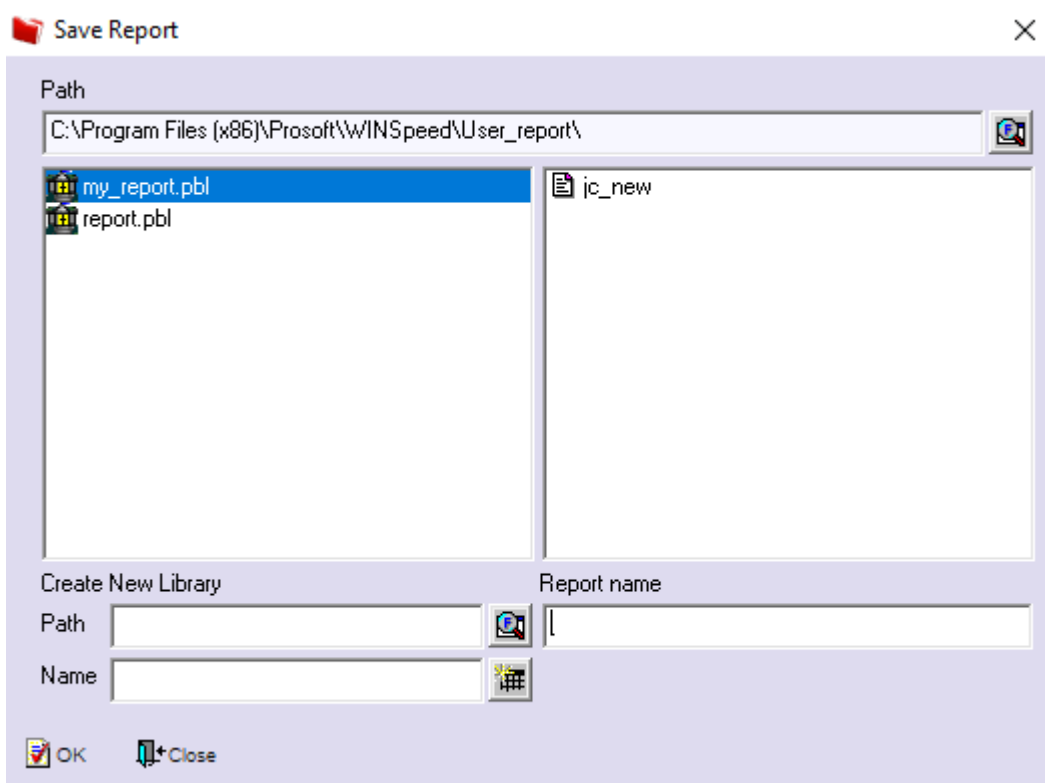 Save Report
Path
C:\Program Files (x86)\Prosoft\WINSpeed\User_report\
my_report.pbl
report.pbl
jc_new
Create New Library
Report name
Path
Name
OK
Close